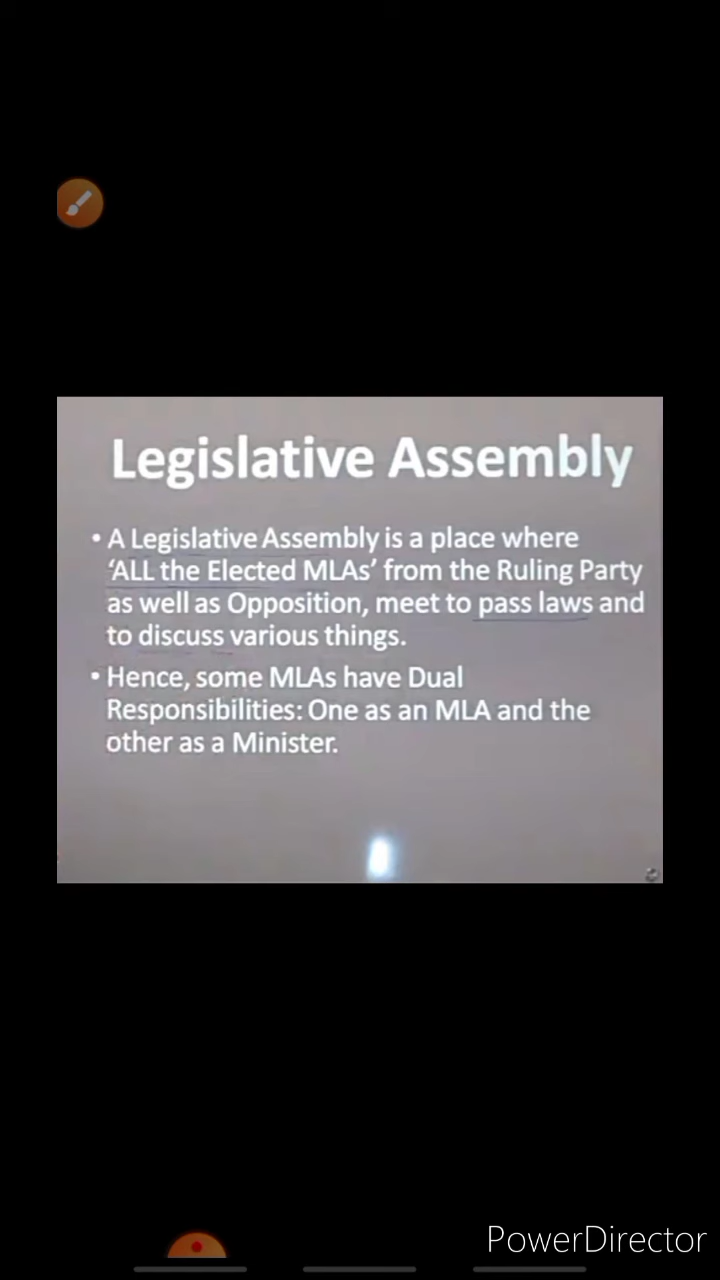 Legislative Assembly
• A Legislative Assembly is a place where
‘ALL the Elected MLAs’ from the Ruling Party
as well as Opposition, meet to pass laws and
to discuss various things.
• Hence, some MLAs have Dual
Responsibilities: One as an MLA and the
other as a Minister.
PowerDirector